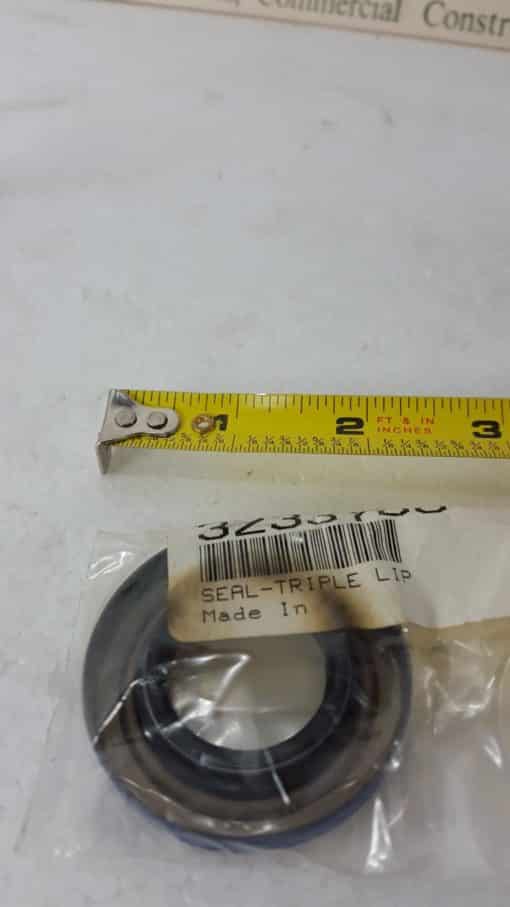 Commercial Constr
1 2 FT & IN 3
INCHES
SEAL-TRIPLE LIP
Made In